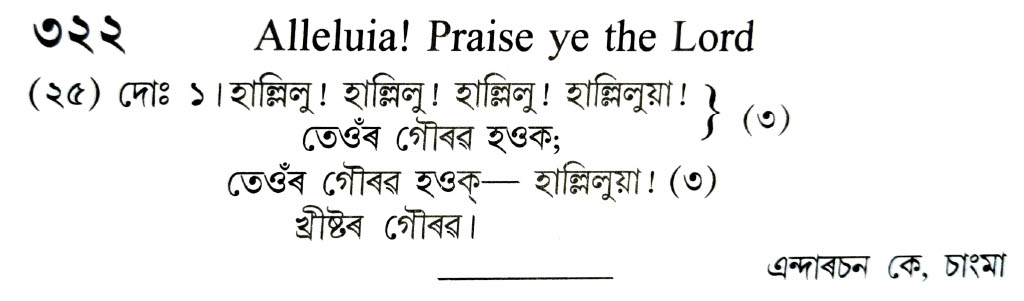 ৩২২ Alleluia! Praise ye the Lord
(২৫) দোঃ ১। হাল্লিলু! হাল্লিলু! হাল্লিলু! হাল্লিলুয়া! } (৩)
তেওঁৰ গৌৰৱ হওক;
তেওঁৰ গৌৰৱ হওক্— হাল্লিলুয়া! (৩)
খ্ৰীষ্টৰ গৌৰৱ।
এন্দাৰচন কে, চাংমা